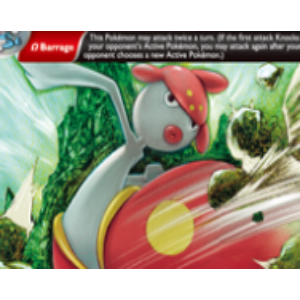 Ω Barrage
This Pokémon may attack twice a turn. (If the first attack Knocks
your opponent's Active Pokémon, you may attack again after your
opponent chooses a new Active Pokémon.)